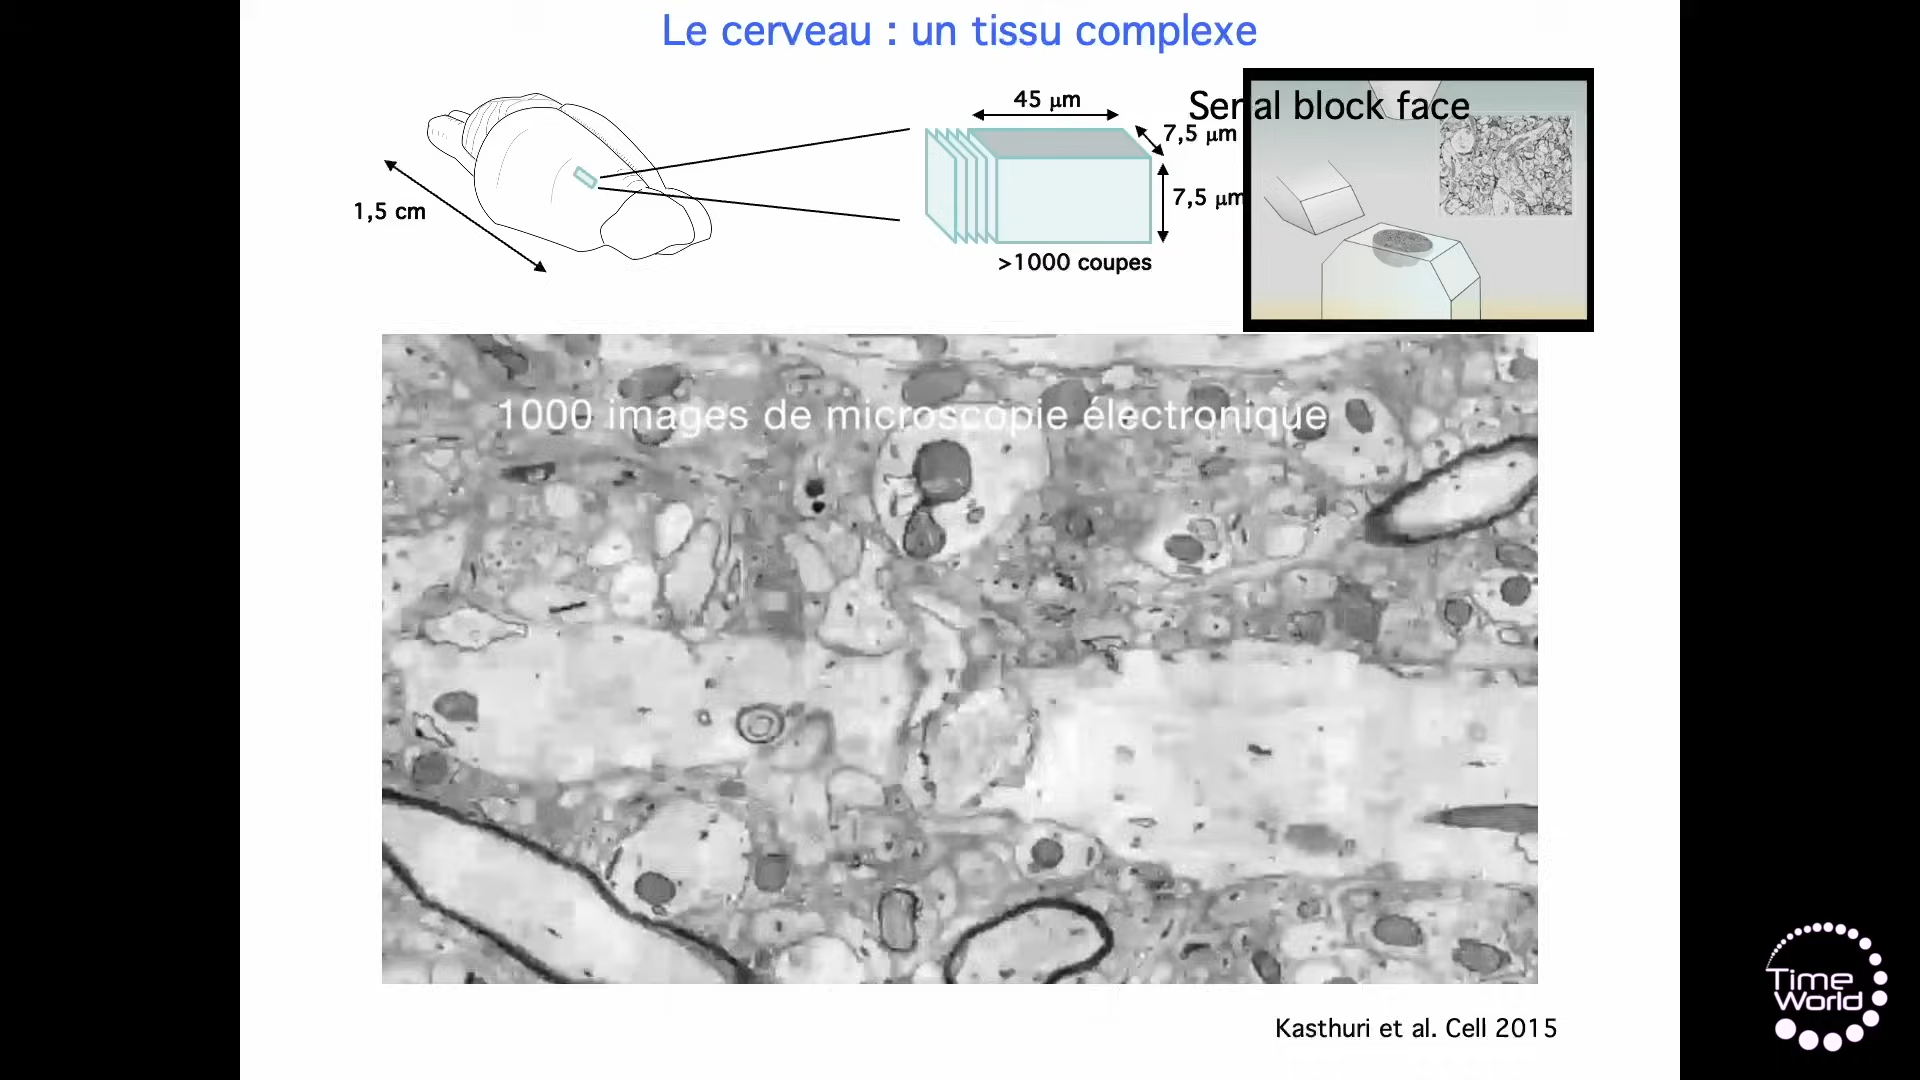 Le cerveau : un tissu complexe
45 µm
Serial block face
7,5 µm
1,5 cm
7,5 µm
>1000 coupes
1000 images de microscopie électronique
Kasthuri et al. Cell 2015
Time
World